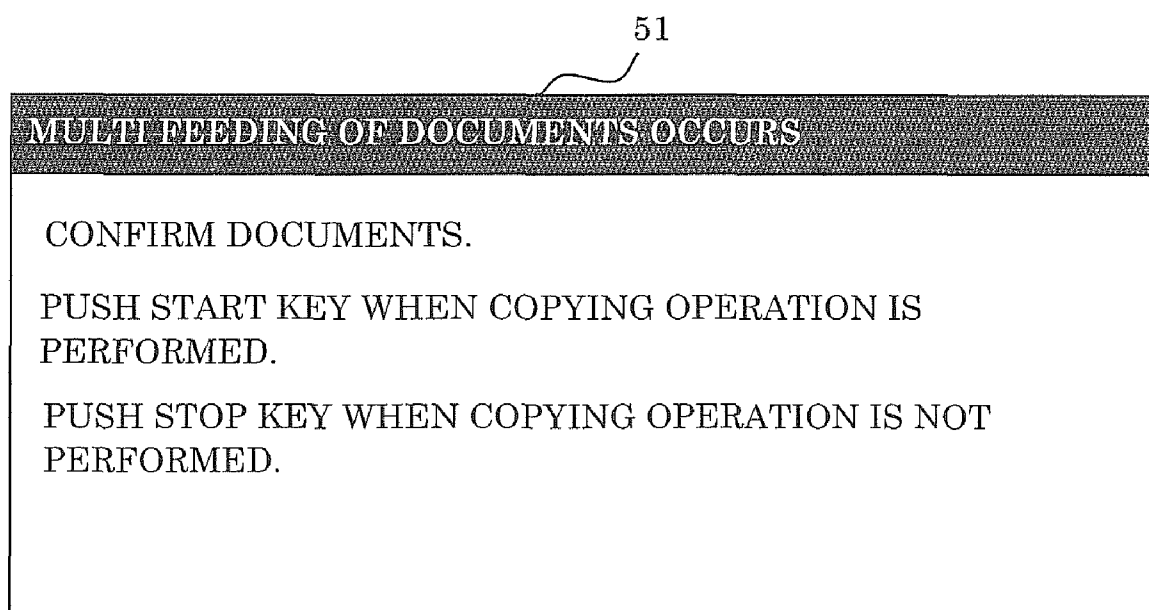 51
MULTI FEEDING OF DOCUMENTS OCCURS
CONFIRM DOCUMENTS.
PUSH START KEY WHEN COPYING OPERATION IS
PERFORMED.
PUSH STOP KEY WHEN COPYING OPERATION IS NOT
PERFORMED.